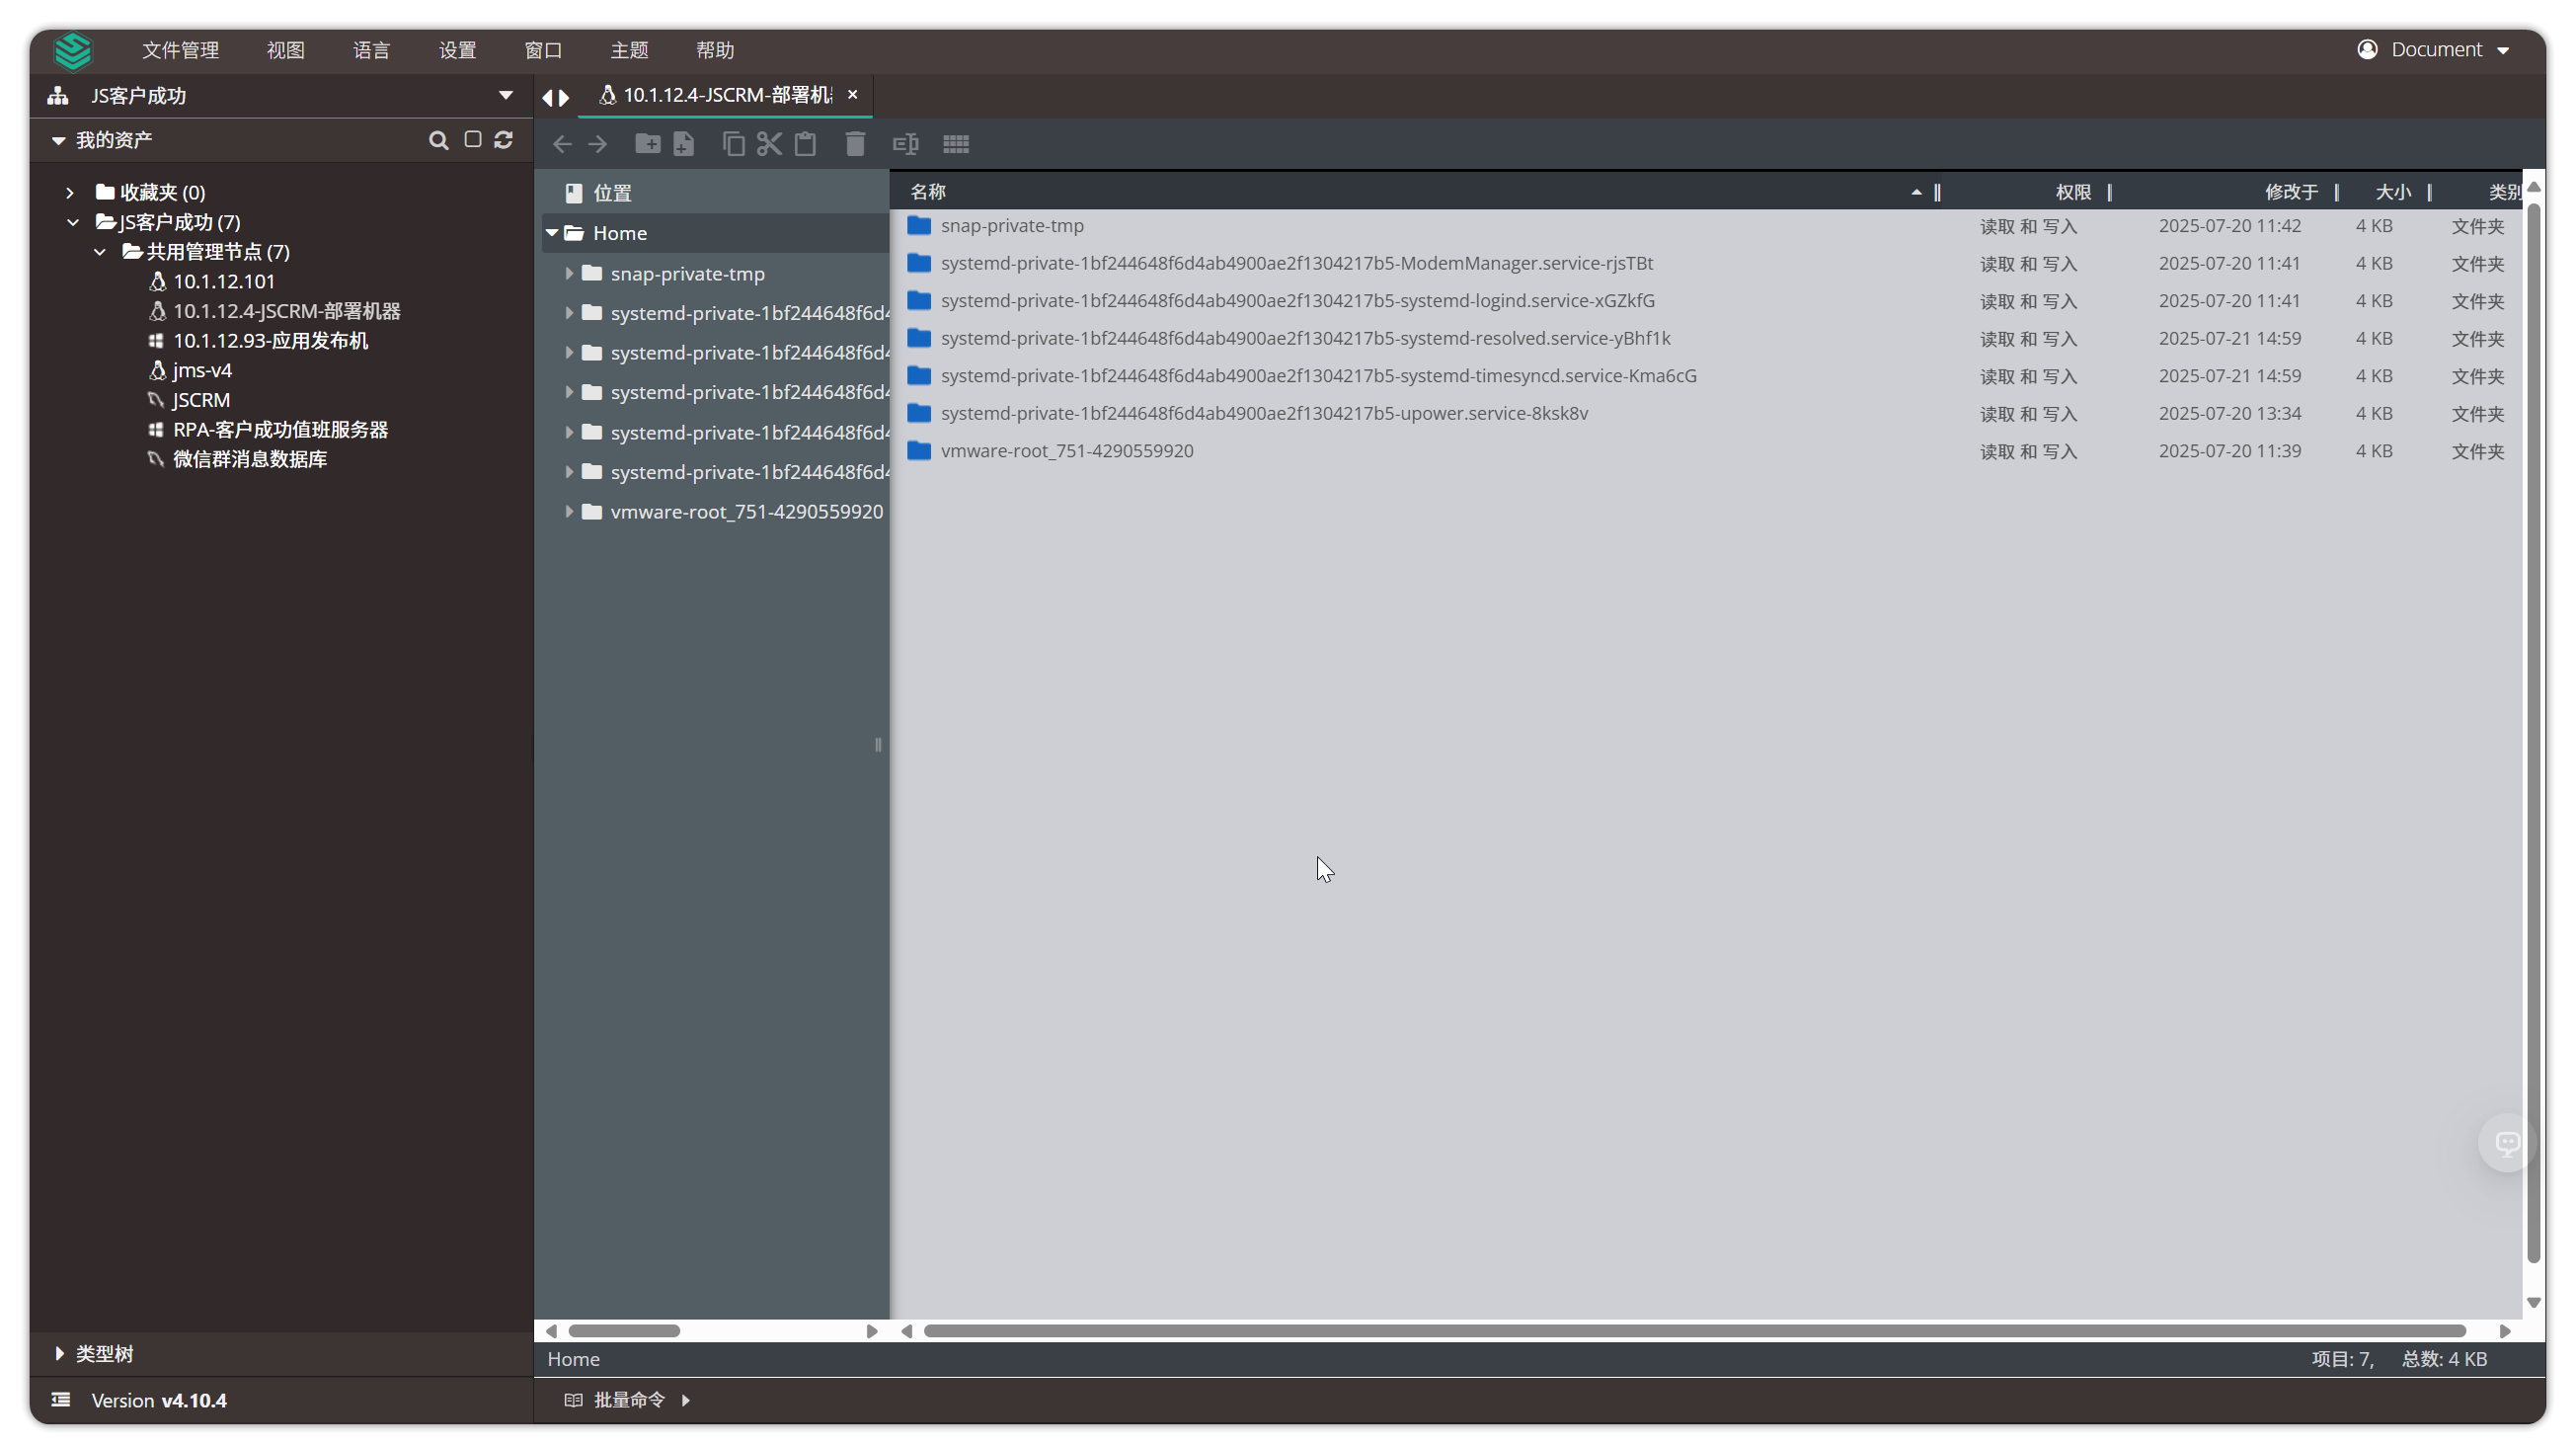 文件管理 视图 语言 设置 窗口 主题 帮助 Document
JS客户成功
我的资产
收藏夹 (0)
JS客户成功 (7)
共用管理节点 (7)
10.1.12.101
10.1.12.4-JSCRM-部署机器
10.1.12.93-应用发布机
jms-v4
JSCRM
RPA-客户成功值班服务器
微信群消息数据库
类型树
Version v4.10.4
10.1.12.4-JSCRM-部署机
位置
Home
snap-private-tmp
systemd-private-1bf244648f6d4
systemd-private-1bf244648f6d4
systemd-private-1bf244648f6d4
systemd-private-1bf244648f6d4
systemd-private-1bf244648f6d4
vmware-root_751-4290559920
名称 权限 修改于 大小 类别
snap-private-tmp 读取 和 写入 2025-07-20 11:42 4 KB 文件夹
systemd-private-1bf244648f6d4ab4900ae2f1304217b5-ModemManager.service-rjsTBt 读取 和 写入 2025-07-20 11:41 4 KB 文件夹
systemd-private-1bf244648f6d4ab4900ae2f1304217b5-systemd-logind.service-xGZkfG 读取 和 写入 2025-07-20 11:41 4 KB 文件夹
systemd-private-1bf244648f6d4ab4900ae2f1304217b5-systemd-resolved.service-yBhf1k 读取 和 写入 2025-07-21 14:59 4 KB 文件夹
systemd-private-1bf244648f6d4ab4900ae2f1304217b5-systemd-timesyncd.service-Kma6cG 读取 和 写入 2025-07-21 14:59 4 KB 文件夹
systemd-private-1bf244648f6d4ab4900ae2f1304217b5-upower.service-8ksk8v 读取 和 写入 2025-07-20 13:34 4 KB 文件夹
vmware-root_751-4290559920 读取 和 写入 2025-07-20 11:39 4 KB 文件夹
Home 项目: 7, 总数: 4 KB
批量命令